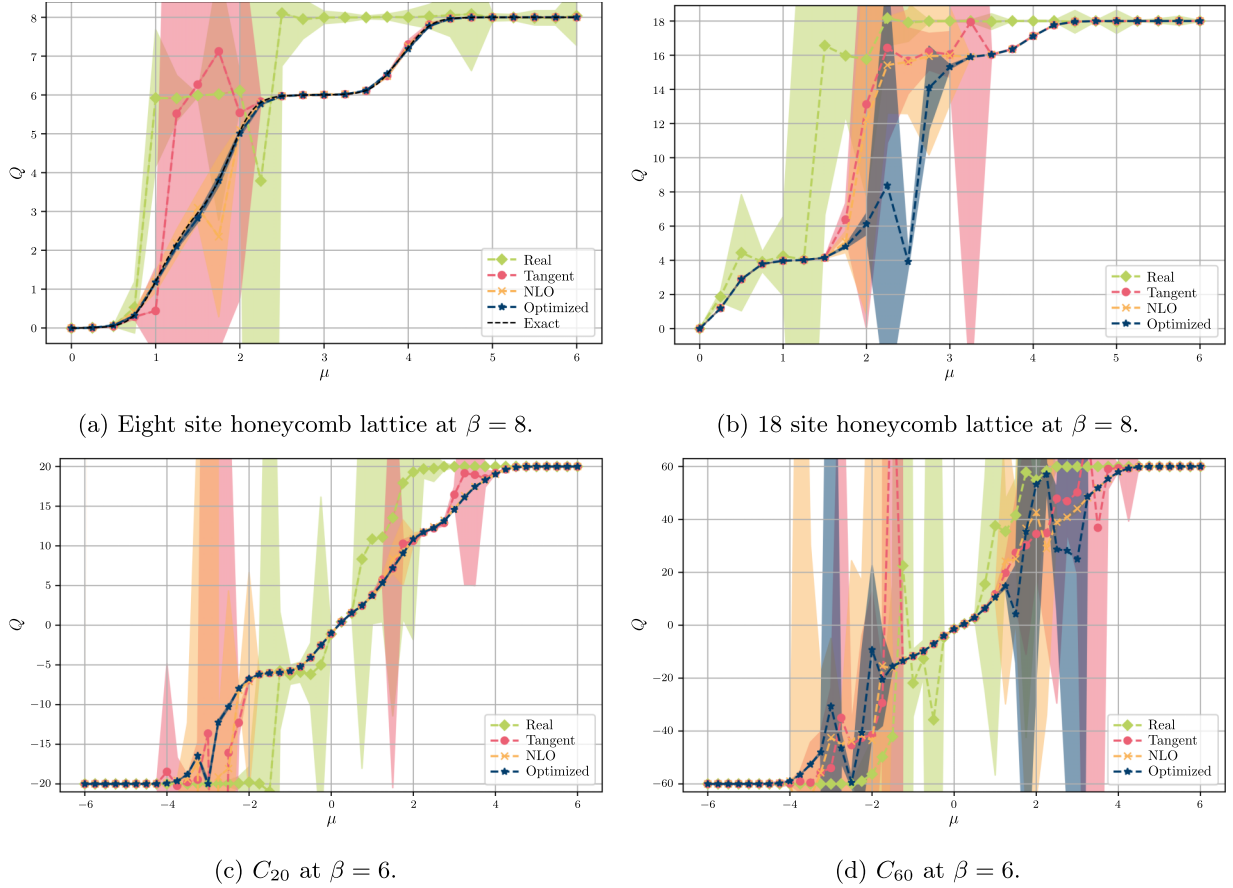 8
7
6
5
4
3
2
1
0
Q
0 1 2 3 4 5 6
μ
Real
Tangent
NLO
Optimized
Exact
(a) Eight site honeycomb lattice at β = 8.
18
16
14
12
10
8
6
4
2
0
Q
0 1 2 3 4 5 6
μ
Real
Tangent
NLO
Optimized
(b) 18 site honeycomb lattice at β = 8.
20
15
10
5
0
−5
−10
−15
−20
Q
−6 −4 −2 0 2 4 6
μ
Real
Tangent
NLO
Optimized
(c) C₂₀ at β = 6.
60
40
20
0
−20
−40
−60
Q
−6 −4 −2 0 2 4 6
μ
Real
Tangent
NLO
Optimized
(d) C₆₀ at β = 6.